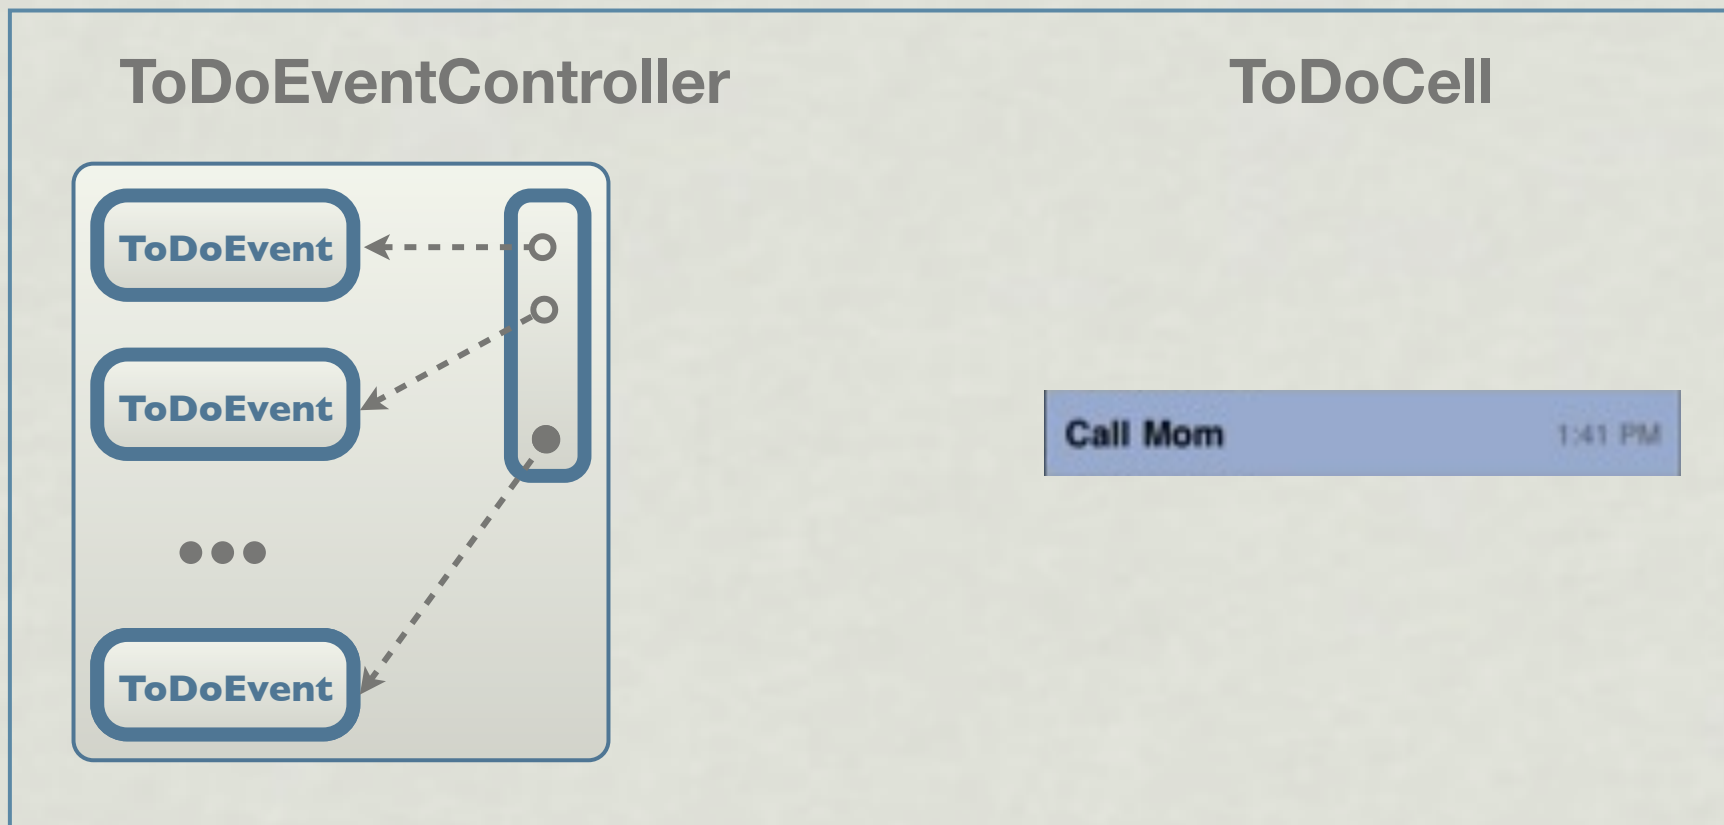 ToDoEventController
ToDoCell
ToDoEvent
ToDoEvent
Call Mom
1:41 PM
ToDoEvent